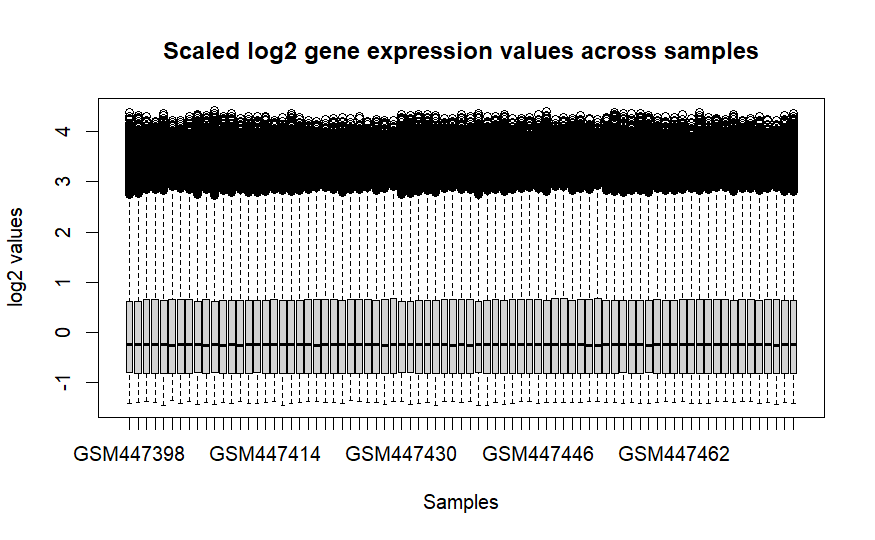 Scaled log2 gene expression values across samples
log2 values
4
3
2
1
0
-1
GSM447398 GSM447414 GSM447430 GSM447446 GSM447462
Samples